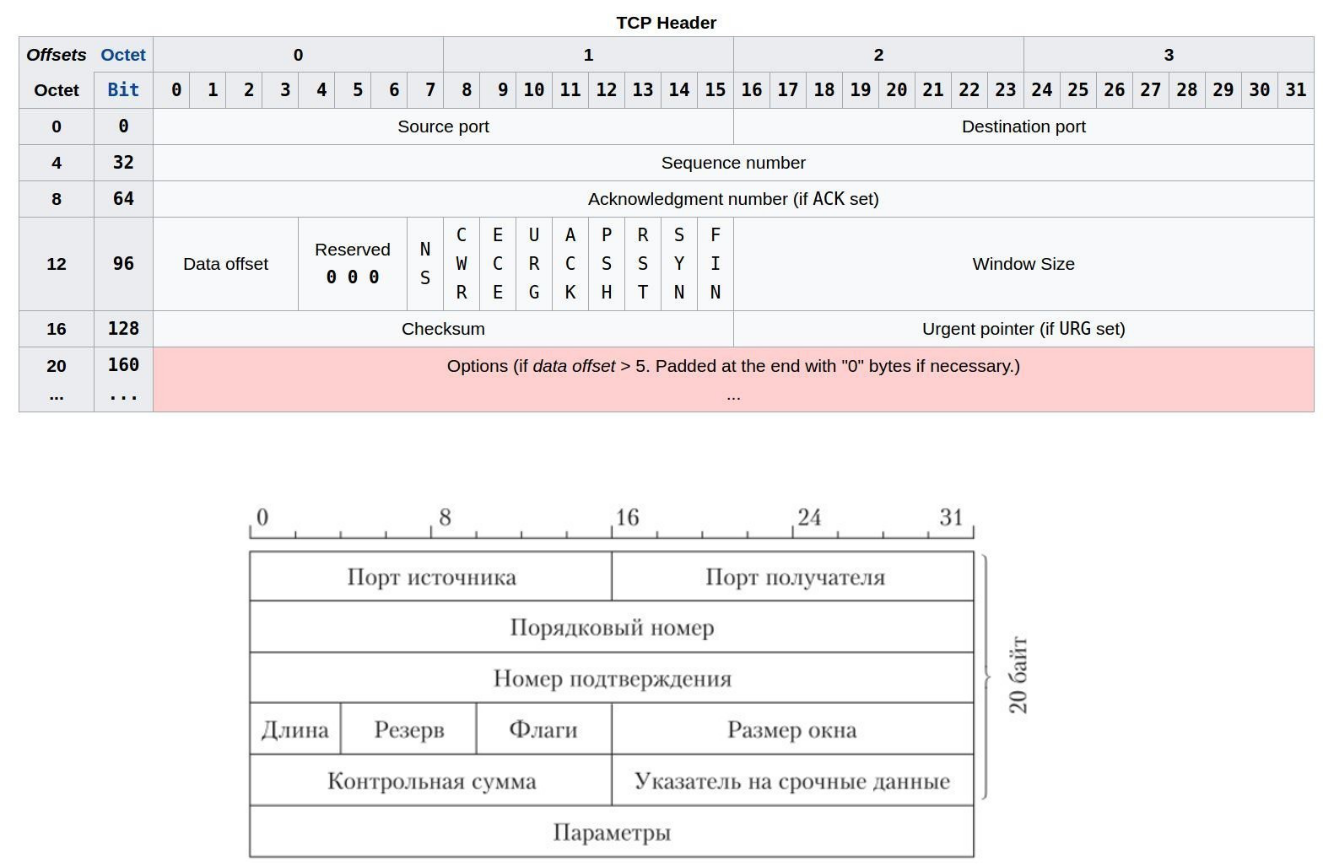 TCP Header
Offsets Octet 0 1 2 3
Octet Bit 0 1 2 3 4 5 6 7 8 9 10 11 12 13 14 15 16 17 18 19 20 21 22 23 24 25 26 27 28 29 30 31
0 0 Source port Destination port
4 32 Sequence number
8 64 Acknowledgment number (if ACK set)
12 96 Data offset Reserved 0 0 0 NS CWR ECE URG ACK PSH RST SYN FIN Window Size
16 128 Checksum Urgent pointer (if URG set)
20 160 Options (if data offset > 5. Padded at the end with "0" bytes if necessary.)
... ... ...
0 8 16 24 31
Порт источника Порт получателя
Порядковый номер
Номер подтверждения
Длина Резерв Флаги Размер окна
Контрольная сумма Указатель на срочные данные
Параметры
20 байт